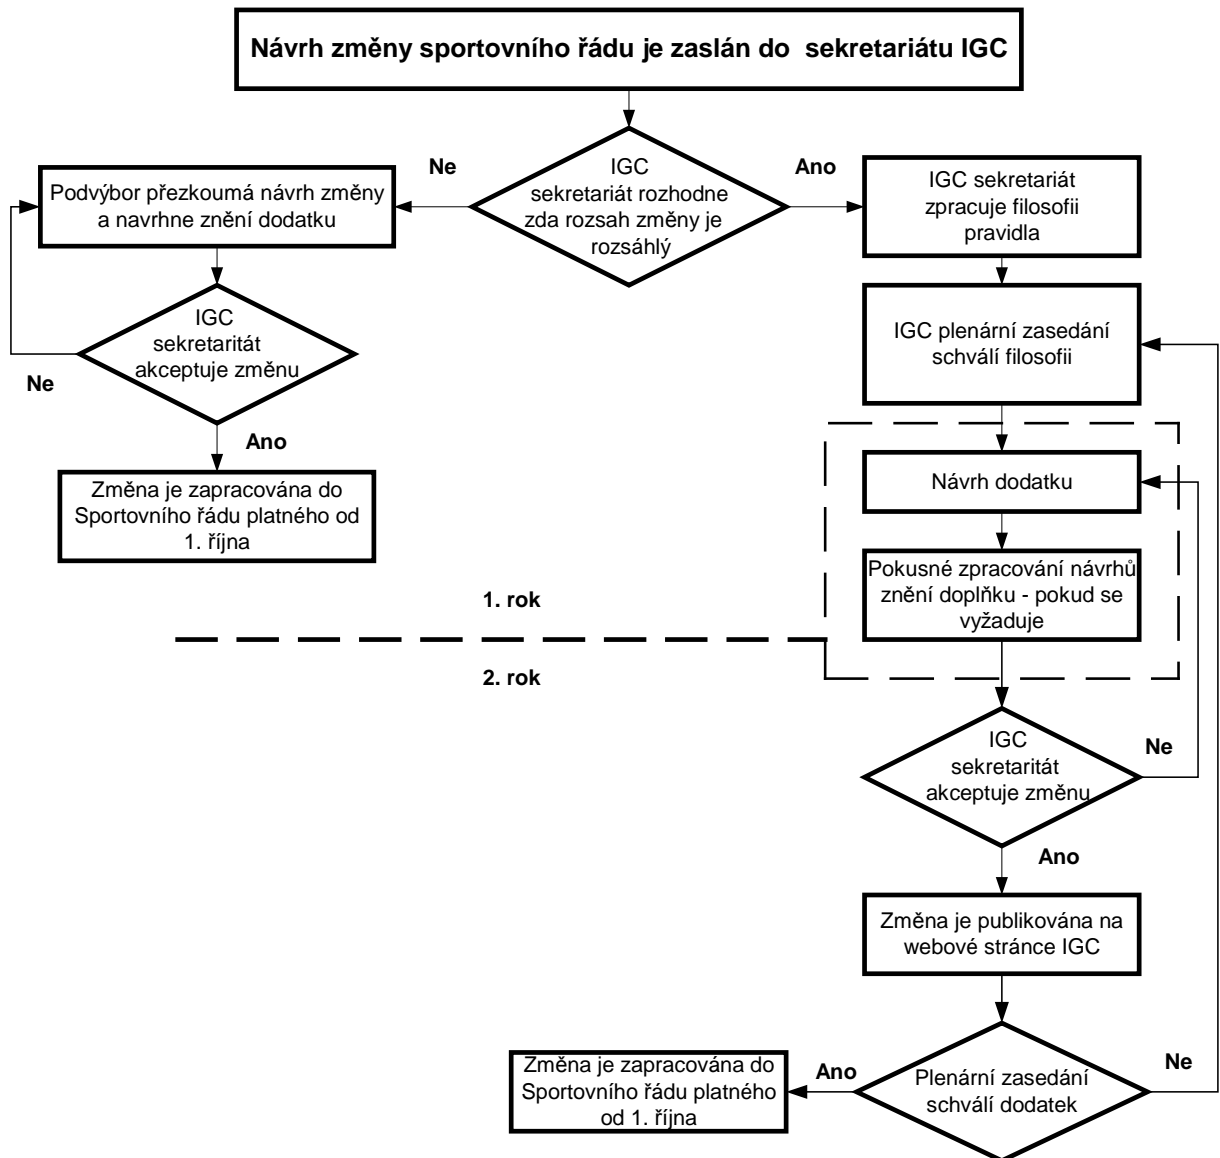 Návrh změny sportovního řádu je zaslán do sekretariátu IGC
Ne
IGC
sekretariát rozhodne
zda rozsah změny je
rozsáhlý
Ano
Podvýbor přezkoumá návrh změny
a navrhne znění dodatku
IGC sekretariát
zpracuje filosofii
pravidla
IGC
sekretaritát
akceptuje změnu
Ne
Ano
Změna je zapracována do
Sportovního řádu platného od
1. října
IGC plenární zasedání
schválí filosofii
Návrh dodatku
Pokusné zpracování návrhů
znění doplňku - pokud se
vyžaduje
1. rok
2. rok
IGC
sekretaritát
akceptuje změnu
Ne
Ano
Změna je publikována na
webové stránce IGC
Plenární zasedání
schválí dodatek
Ne
Ano
Změna je zapracována do
Sportovního řádu platného
od 1. října